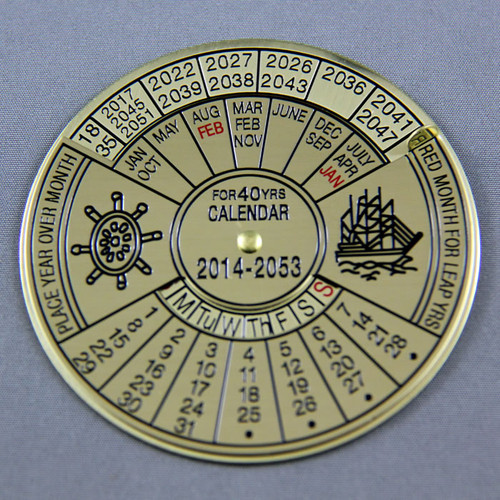 18
35
2017
2045
2051
2022
2039
2027
2038
2026
2043
2036
2041
2047
JAN
OCT
MAY
AUG
FEB
MAR
FEB
NOV
JUNE
DEC
SEP
JULY
APR
JAN
PLACE YEAR OVER MONTH
RED MONTH FOR LEAP YRS
FOR 40 YRS
CALENDAR
2014-2053
M TU W TH F S S
1 8 15 22 29
2 9 16 23 30
3 10 17 24 31
4 11 18 25
5 12 19 26
6 13 20 27
7 14 21 28